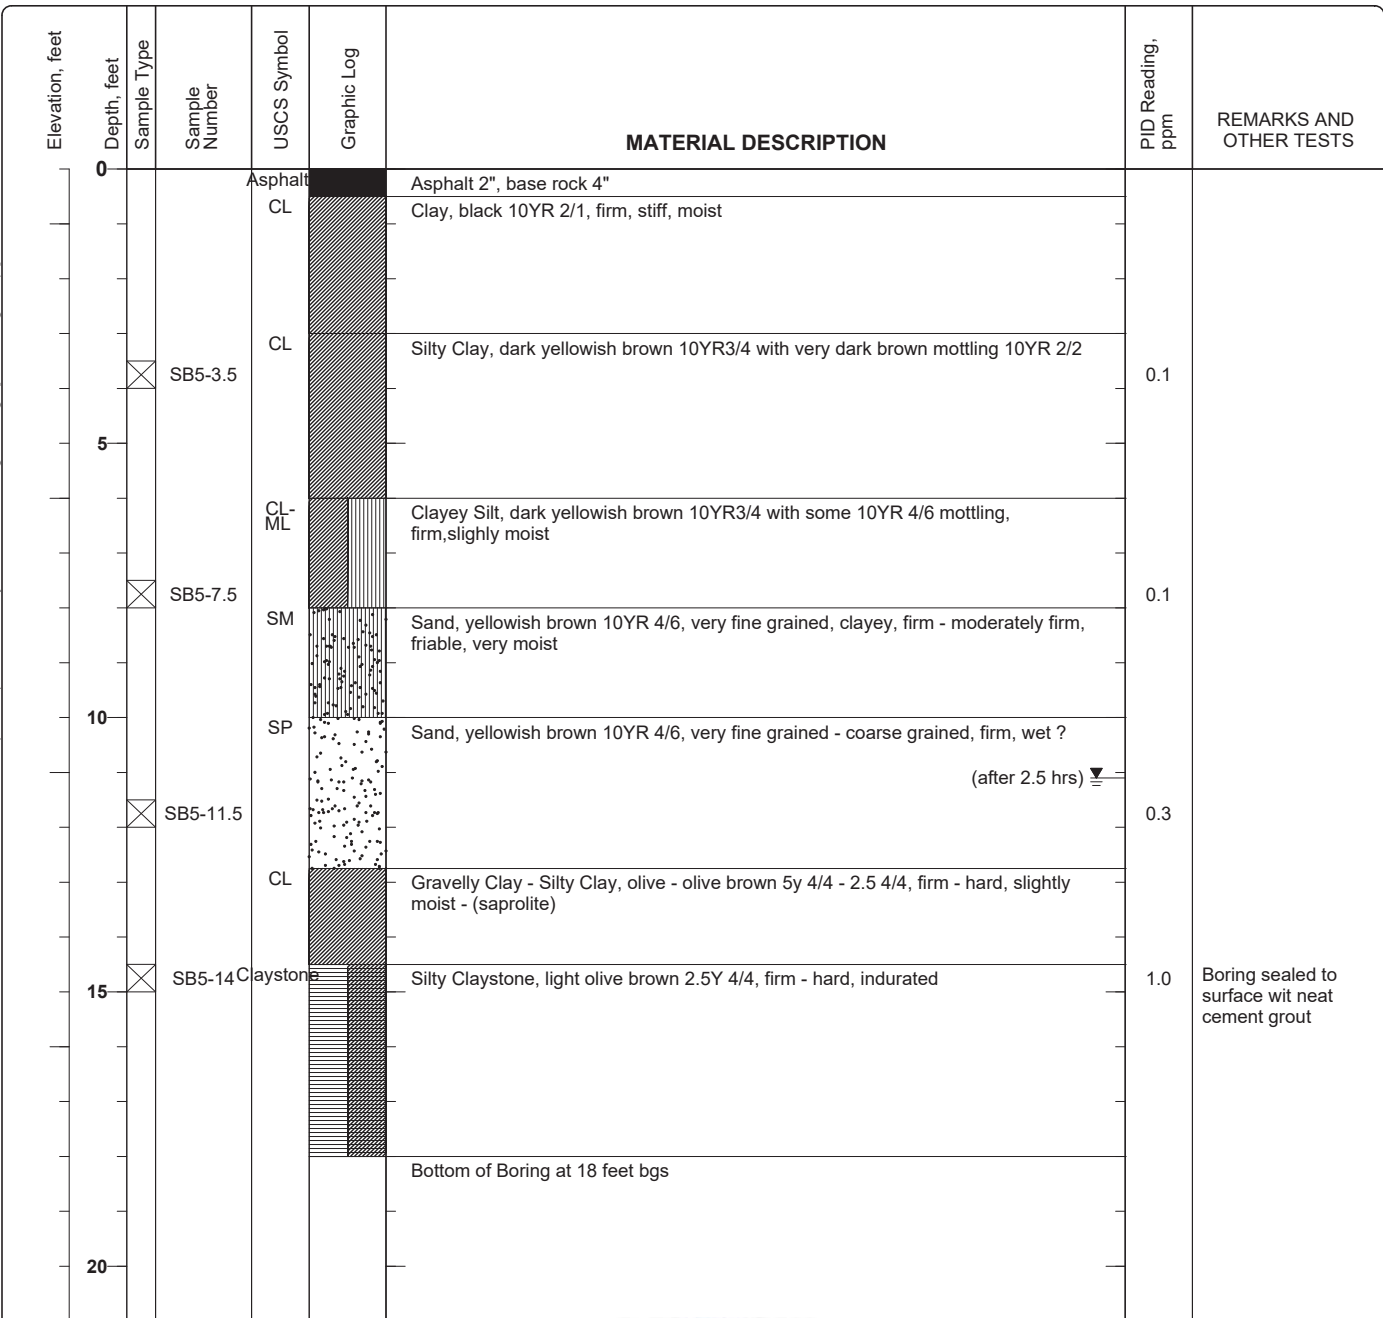 Elevation, feet
Depth, feet
Sample Type
Sample
Number
USCS Symbol
Graphic Log
MATERIAL DESCRIPTION
PID Reading,
ppm
REMARKS AND
OTHER TESTS
0
Asphalt
Asphalt 2", base rock 4"
CL
Clay, black 10YR 2/1, firm, stiff, moist
CL
Silty Clay, dark yellowish brown 10YR3/4 with very dark brown mottling 10YR 2/2
SB5-3.5
0.1
5
CL-
ML
Clayey Silt, dark yellowish brown 10YR3/4 with some 10YR 4/6 mottling,
firm,slighly moist
SB5-7.5
0.1
SM
Sand, yellowish brown 10YR 4/6, very fine grained, clayey, firm - moderately firm,
friable, very moist
10
SP
Sand, yellowish brown 10YR 4/6, very fine grained - coarse grained, firm, wet ?
(after 2.5 hrs)
SB5-11.5
0.3
CL
Gravelly Clay - Silty Clay, olive - olive brown 5y 4/4 - 2.5 4/4, firm - hard, slightly
moist - (saprolite)
SB5-14
Claystone
Silty Claystone, light olive brown 2.5Y 4/4, firm - hard, indurated
1.0
Boring sealed to
surface wit neat
cement grout
15
Bottom of Boring at 18 feet bgs
20